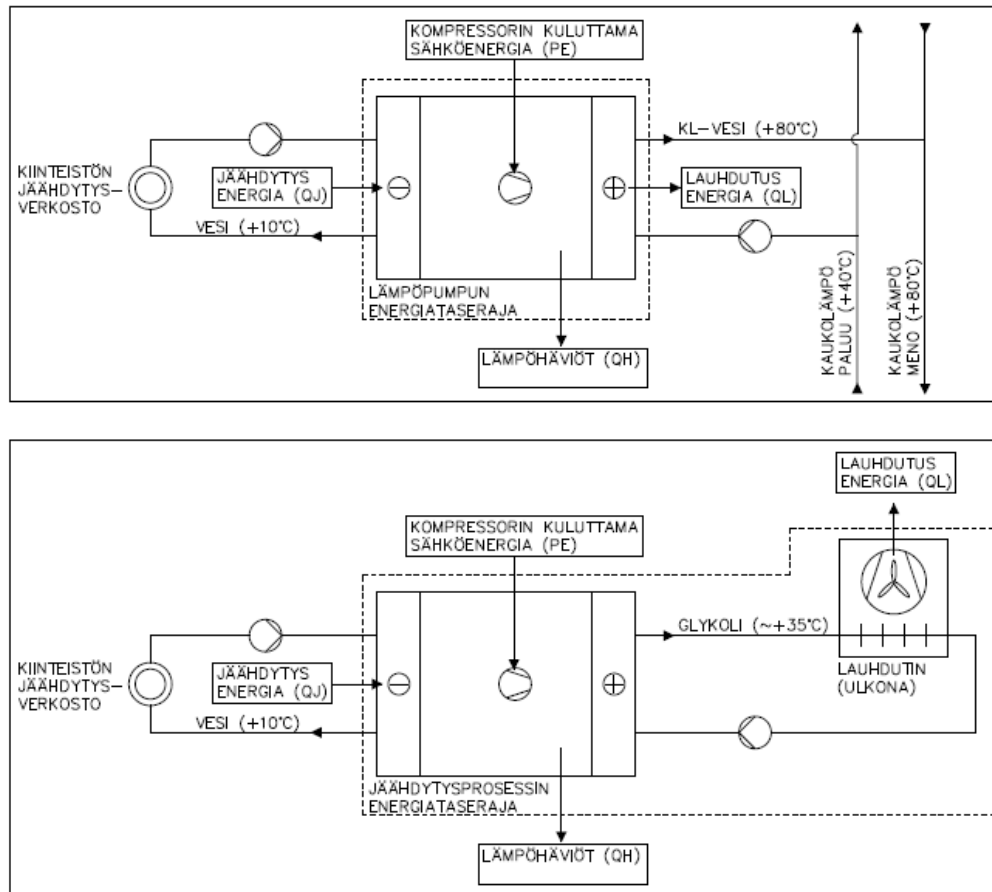 KOMPRESSORIN KULUTTAMA
SÄHKÖENERGIA (PE)
KL-VESI (+80°C)
KIINTEISTÖN
JÄÄHDYTYS-
VERKOSTO
JÄÄHDYTYS
ENERGIA (QJ)
LAUHDUTUS
ENERGIA (QL)
VESI (+10°C)
LÄMPÖPUMPUN
ENERGIATASERAJA
LÄMPÖHÄVIÖT (QH)
KAUKOLÄMPÖ
PALUU (+40°C)
KAUKOLÄMPÖ
MENO (+80°C)
LAUHDUTUS
ENERGIA (QL)
KOMPRESSORIN KULUTTAMA
SÄHKÖENERGIA (PE)
GLYKOLI (~+35°C)
LAUHDUTIN
(ULKONA)
KIINTEISTÖN
JÄÄHDYTYS-
VERKOSTO
JÄÄHDYTYS
ENERGIA (QJ)
VESI (+10°C)
JÄÄHDYTYSPROSESSIN
ENERGIATASERAJA
LÄMPÖHÄVIÖT (QH)